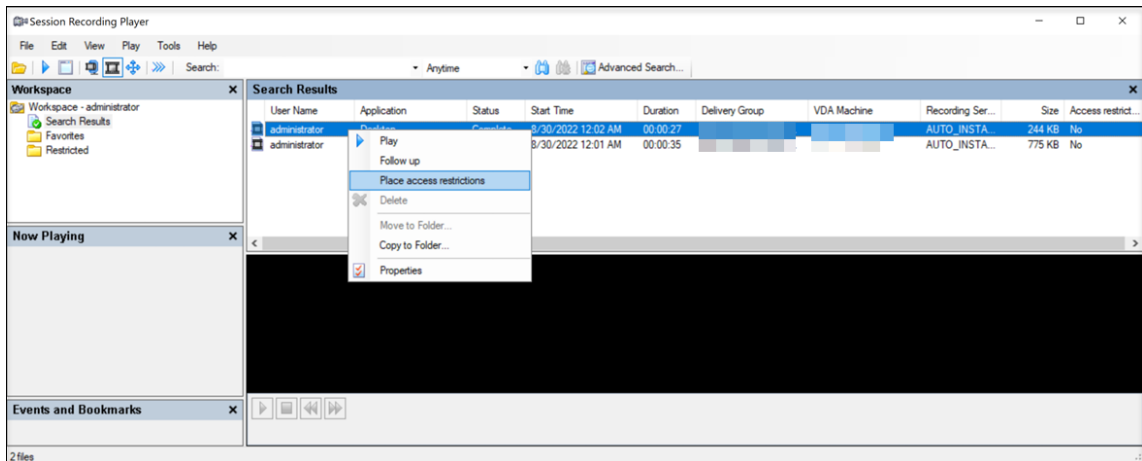 Session Recording Player
File Edit View Play Tools Help
Search: Anytime Advanced Search...
Workspace
Workspace - administrator
Search Results
Favorites
Restricted
Now Playing
Events and Bookmarks
Search Results
User Name Application Status Start Time Duration Delivery Group VDA Machine Recording Ser... Size Access restrict...
administrator Desktop Complete 8/30/2022 12:02 AM 00:00:27 AUTO_INSTA... 244 KB No
administrator 8/30/2022 12:01 AM 00:00:35 AUTO_INSTA... 775 KB No
Play
Follow up
Place access restrictions
Delete
Move to Folder...
Copy to Folder...
Properties
2 files